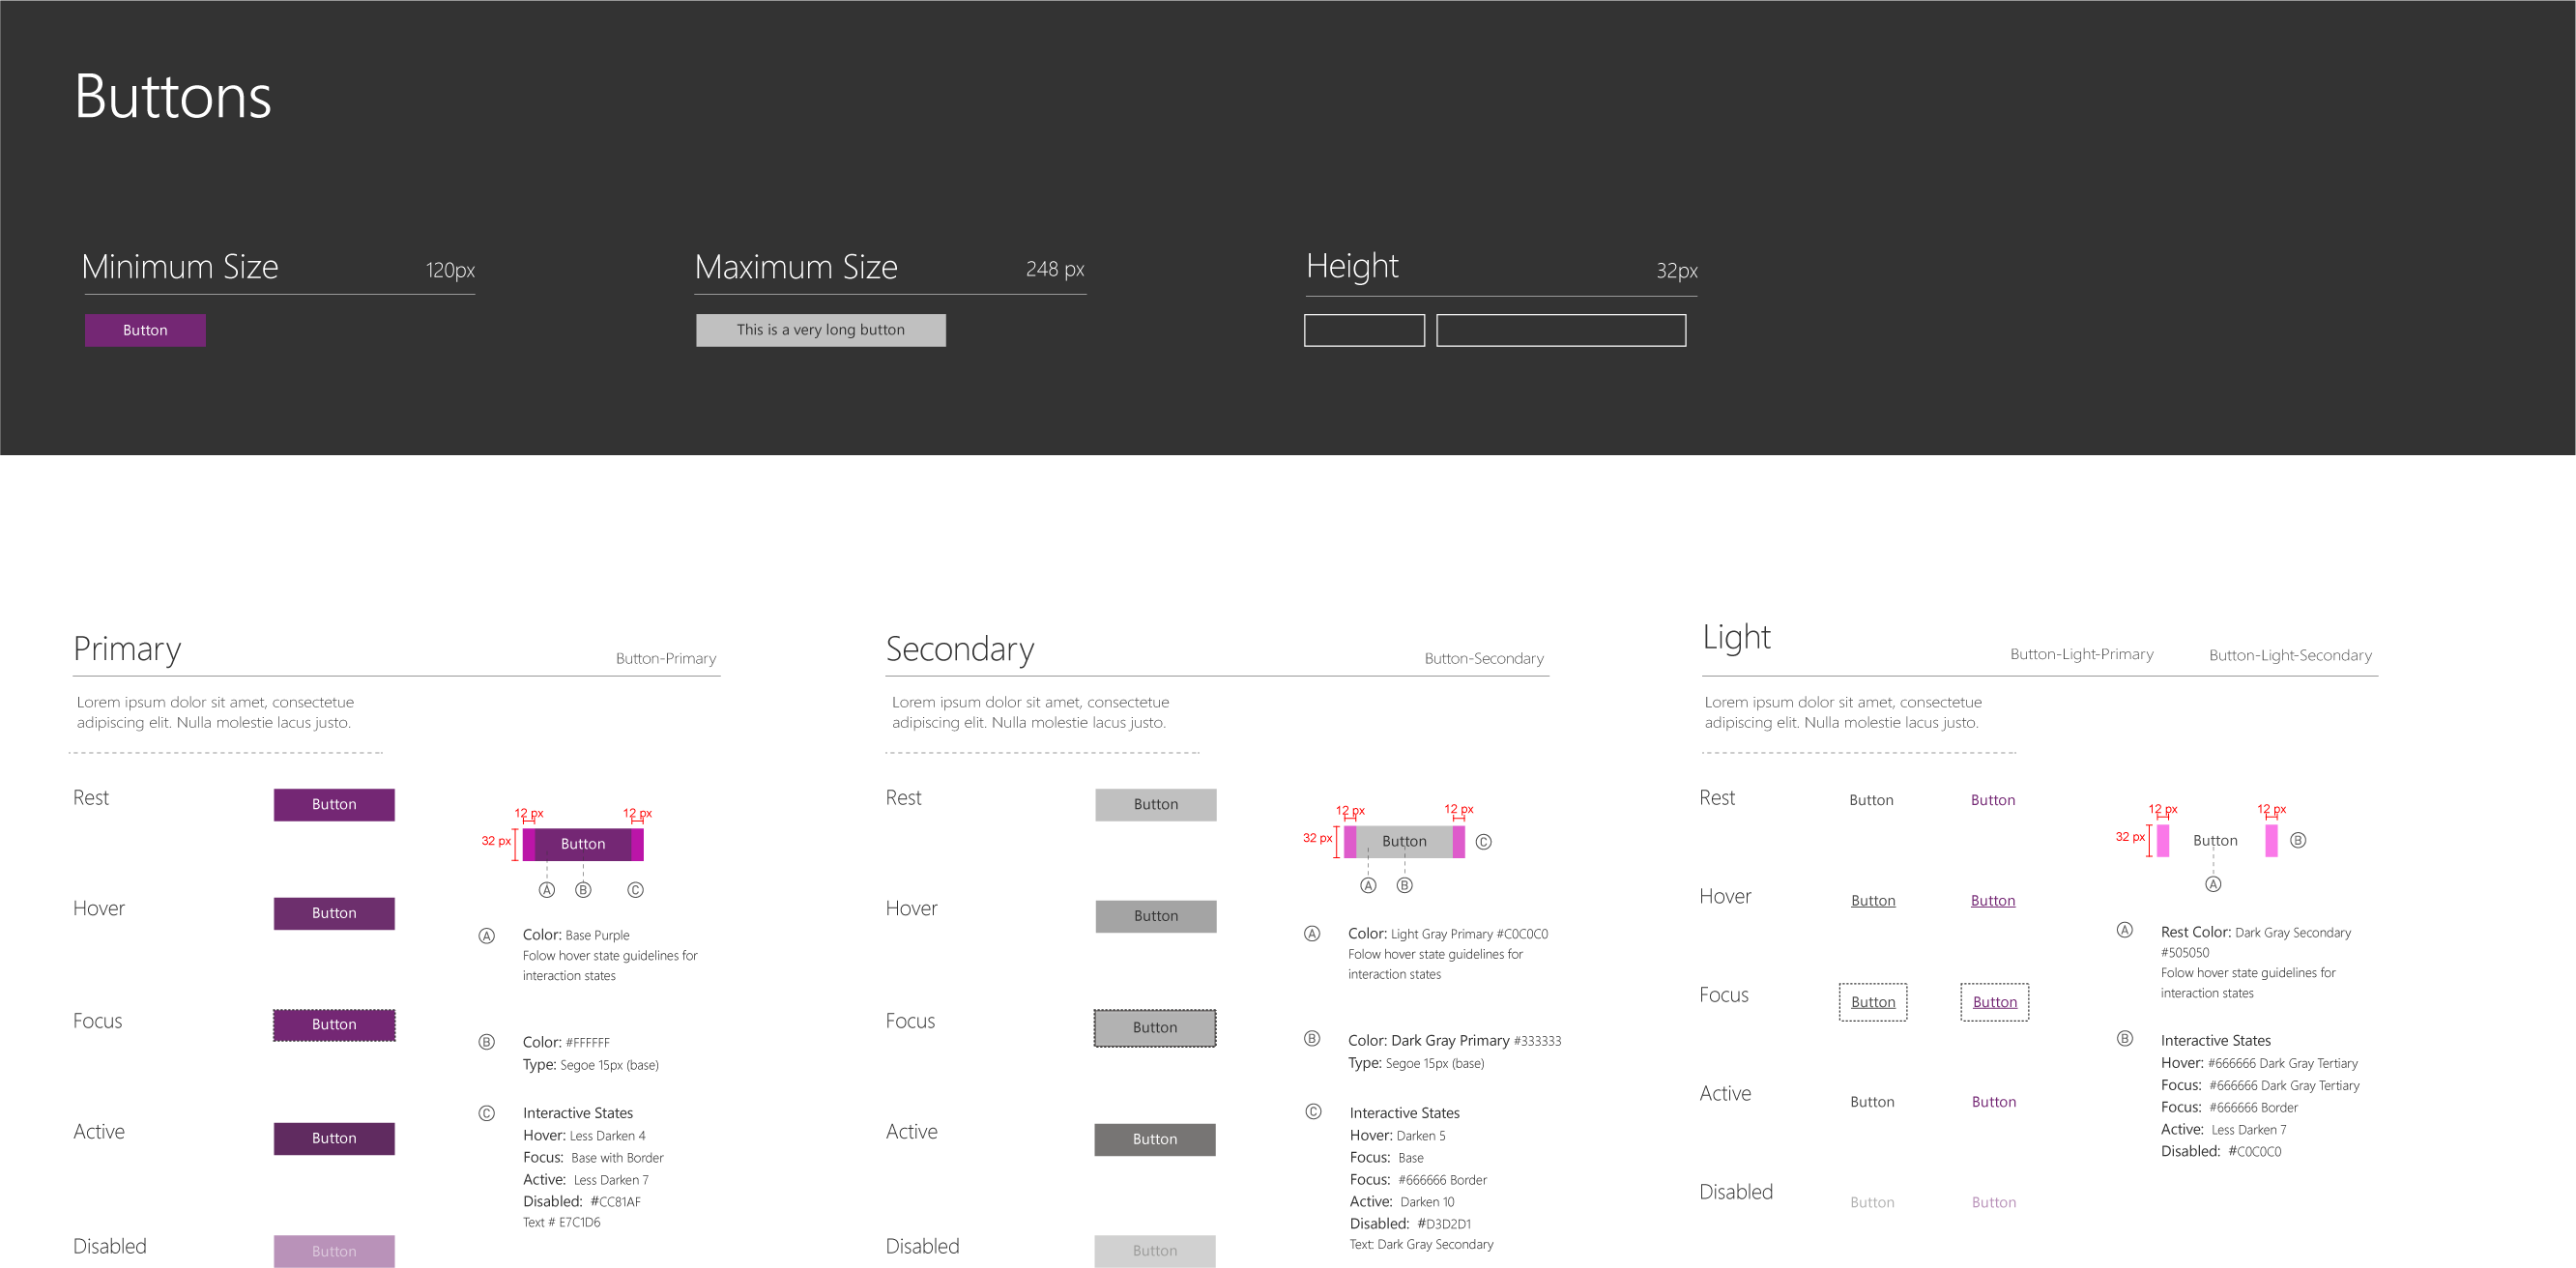 Buttons
Minimum Size
120px
Button
Maximum Size
248 px
This is a very long button
Height
32px
Primary
Button-Primary
Lorem ipsum dolor sit amet, consectetue
adipiscing elit. Nulla molestie lacus justo.
Rest
Button
Hover
Button
Focus
Button
Active
Button
Disabled
Button
12 px
12 px
32 px
Button
A
B
C
A
Color: Base Purple
Folow hover state guidelines for
interaction states
B
Color: #FFFFFF
Type: Segoe 15px (base)
C
Interactive States
Hover: Less Darken 4
Focus: Base with Border
Active: Less Darken 7
Disabled: #CC81AF
Text # E7C1D6
Secondary
Button-Secondary
Lorem ipsum dolor sit amet, consectetue
adipiscing elit. Nulla molestie lacus justo.
Rest
Button
Hover
Button
Focus
Button
Active
Button
Disabled
Button
12 px
12 px
32 px
Button
C
A
B
A
Color: Light Gray Primary #C0C0C0
Folow hover state guidelines for
interaction states
B
Color: Dark Gray Primary #333333
Type: Segoe 15px (base)
C
Interactive States
Hover: Darken 5
Focus: Base
Focus: #666666 Border
Active: Darken 10
Disabled: #D3D2D1
Text: Dark Gray Secondary
Light
Button-Light-Primary
Button-Light-Secondary
Lorem ipsum dolor sit amet, consectetue
adipiscing elit. Nulla molestie lacus justo.
Rest
Button
Button
Hover
Button
Button
Focus
Button
Button
Active
Button
Button
Disabled
Button
Button
12 px
12 px
32 px
Button
B
A
A
Rest Color: Dark Gray Secondary
#505050
Folow hover state guidelines for
interaction states
B
Interactive States
Hover: #666666 Dark Gray Tertiary
Focus: #666666 Dark Gray Tertiary
Focus: #666666 Border
Active: Less Darken 7
Disabled: #C0C0C0